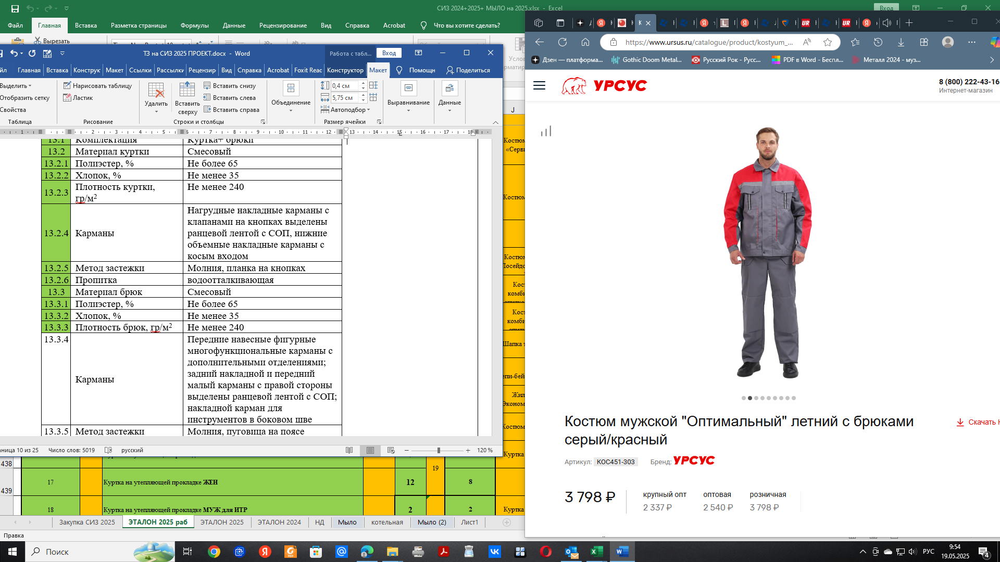 СИЗ 2024+2025+ МЫЛО на 2025.xlsx - Excel
Вход
Файл Главная Вставка Разметка страницы Формулы Данные Рецензирование Вид Справка Acrobat Что вы хотите сделать?
Вырезать
ТЗ на СИЗ 2025 ПРОЕКТ.docx - Word
Работа с табл...
Вход
Главная Вставка Конструк Макет Ссылки Рассылки Рецензир Вид Справка Acrobat Foxit Reac Конструктор Макет Помощн Поделиться
Выделить
Отобразить сетку
Свойства
Таблица
Нарисовать таблицу
Ластик
Рисование
Удалить
Вставить сверху
Вставить снизу
Вставить слева
Вставить справа
Строки и столбцы
Объединение
0,4 см
5,75 см
Автоподбор
Размер ячейки
Выравнивание
Данные
13.1 Комплектация Куртка+ брюки
13.2 Материал куртки Смесовый
13.2.1 Полиэстер, % Не более 65
13.2.2 Хлопок, % Не менее 35
13.2.3 Плотность куртки, гр/м2 Не менее 240
13.2.4 Карманы Нагрудные накладные карманы с
клапанами на кнопках выделены
ранцевой лентой с СОП, нижние
объемные накладные карманы с
косым входом
13.2.5 Метод застежки Молния, планка на кнопках
13.2.6 Пропитка водоотталкивающая
13.3 Материал брюк Смесовый
13.3.1 Полиэстер, % Не более 65
13.3.2 Хлопок, % Не менее 35
13.3.3 Плотность брюк, гр/м2 Не менее 240
13.3.4 Карманы Передние навесные фигурные
многофункциональные карманы с
дополнительными отделениями;
задний накладной и передний
малый карманы с правой стороны
выделены ранцевой лентой с СОП;
накладной карман для
инструментов в боковом шве
13.3.5 Метод застежки Молния, пуговица на поясе
Число слов: 5019 русский 120 %
J
438
439
19
17 Куртка на утепляющей прокладке ЖЕН 12 8
18 Куртка на утепляющей прокладке МУЖ для ИТР 2 2
Куртка
Закупка СИЗ 2025 ЭТАЛОН 2025 раб ЭТАЛОН 2025 ЭТАЛОН 2024 НД Мыло котельная Мыло (2) Лист1
Правка
https://www.ursus.ru/catalogue/product/kostyum_...
Дзен — платформа... Gothic Doom Metal... Русский Рок - Русс... PDF в Word - Беспл... Металл 2024 - муз...
УРСУС
8 (800) 222-43-16
Интернет-магазин
Костюм мужской "Оптимальный" летний с брюками
серый/красный
Скачать
Артикул: КОС451-303 Бренд: УРСУС
3 798 ₽
крупный опт оптовая розничная
2 337 ₽ 2 540 ₽ 3 798 ₽
Поиск
РУС
9:54
19.05.2025
4